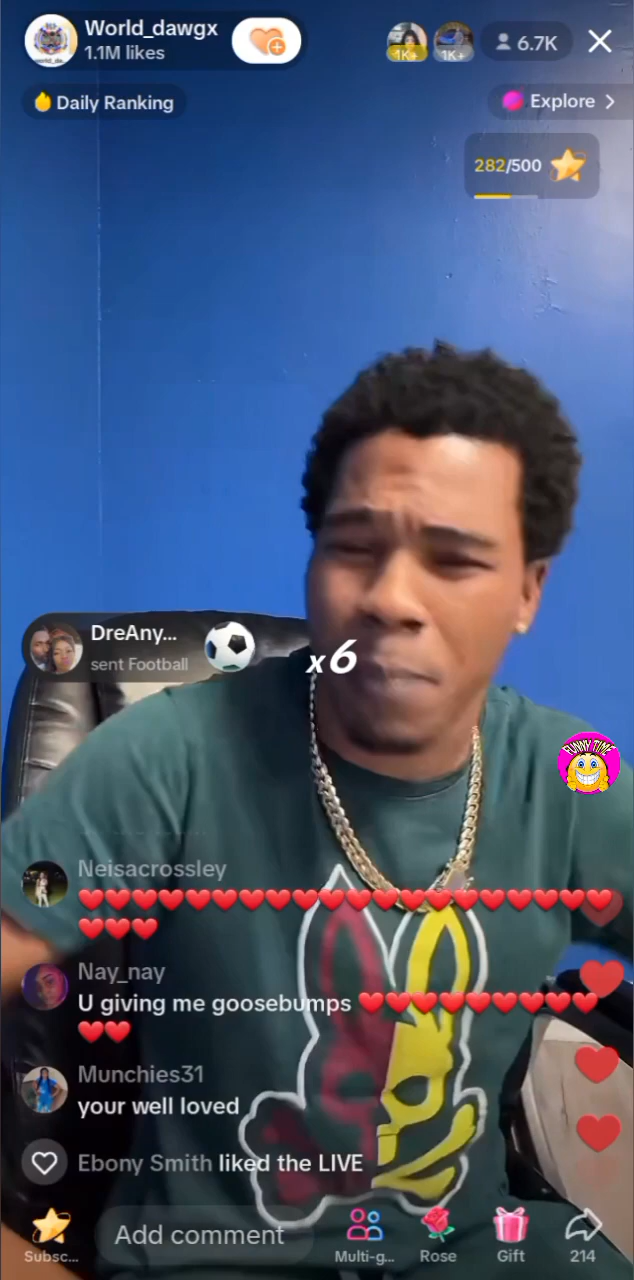 World_dawgx
1.1M likes
1K+
1K+
6.7K
Daily Ranking
Explore
282/500
DreAny...
sent Football
x6
FUNNY TIME
Neisacrossley
❤️❤️❤️❤️❤️❤️❤️❤️❤️❤️❤️❤️❤️❤️❤️❤️❤️❤️❤️❤️
❤️❤️❤️
Nay_nay
U giving me goosebumps ❤️❤️❤️❤️❤️❤️❤️❤️❤️
❤️❤️
Munchies31
your well loved
Ebony Smith liked the LIVE
Subsc...
Add comment
Multi-g...
Rose
Gift
214